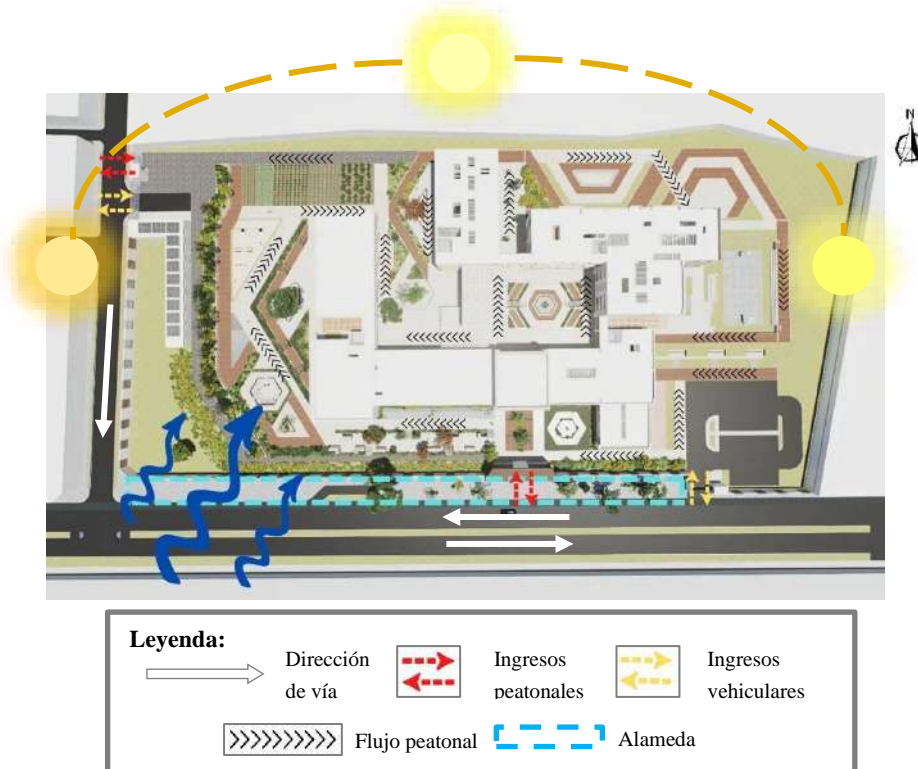 N
Leyenda:
Dirección
de vía
Ingresos
peatonales
Ingresos
vehiculares
Flujo peatonal
Alameda